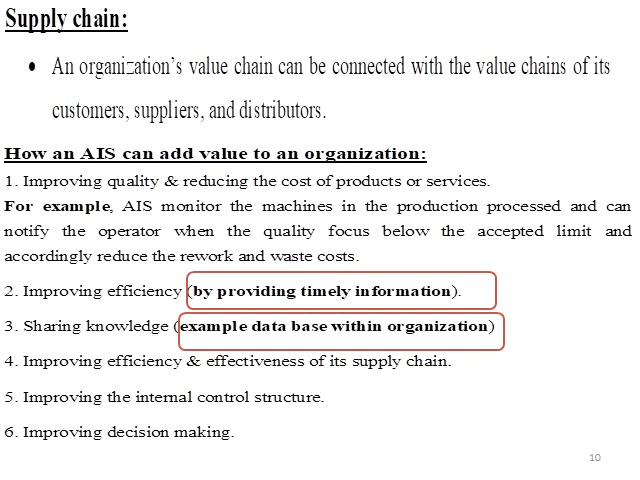 Supply chain:
• An organization's value chain can be connected with the value chains of its
customers, suppliers, and distributors.
How an AIS can add value to an organization:
1. Improving quality & reducing the cost of products or services.
For example, AIS monitor the machines in the production processed and can
notify the operator when the quality focus below the accepted limit and
accordingly reduce the rework and waste costs.
2. Improving efficiency (by providing timely information).
3. Sharing knowledge (example data base within organization)
4. Improving efficiency & effectiveness of its supply chain.
5. Improving the internal control structure.
6. Improving decision making.
10